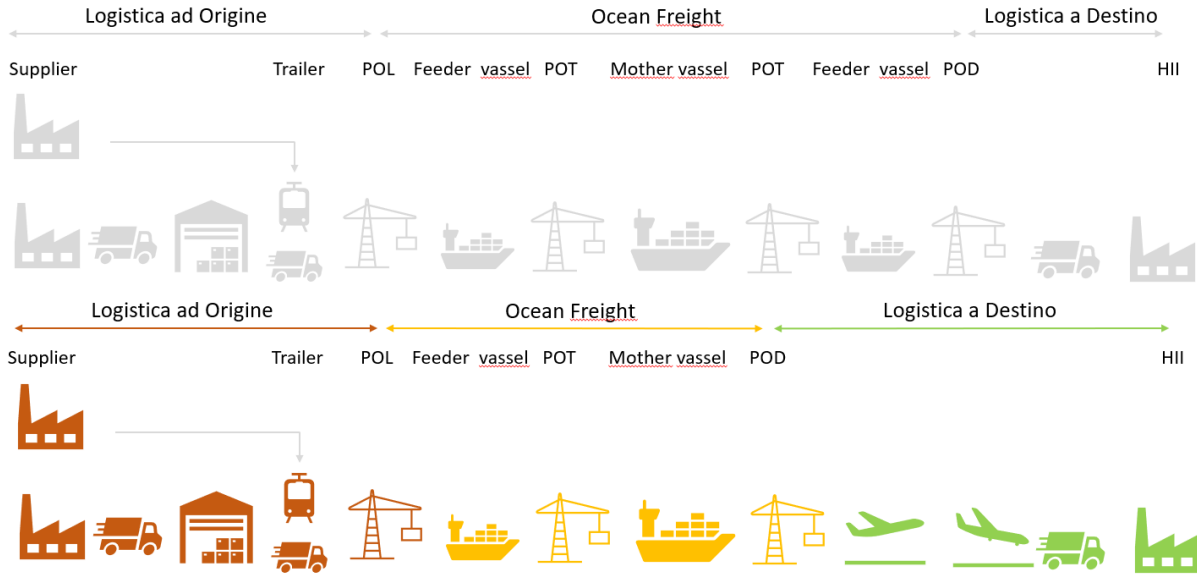 Logistica ad Origine Ocean Freight Logistica a Destino
Supplier Trailer POL Feeder vassel POT Mother vassel POT Feeder vassel POD HII
Logistica ad Origine Ocean Freight Logistica a Destino
Supplier Trailer POL Feeder vassel POT Mother vassel POD HII